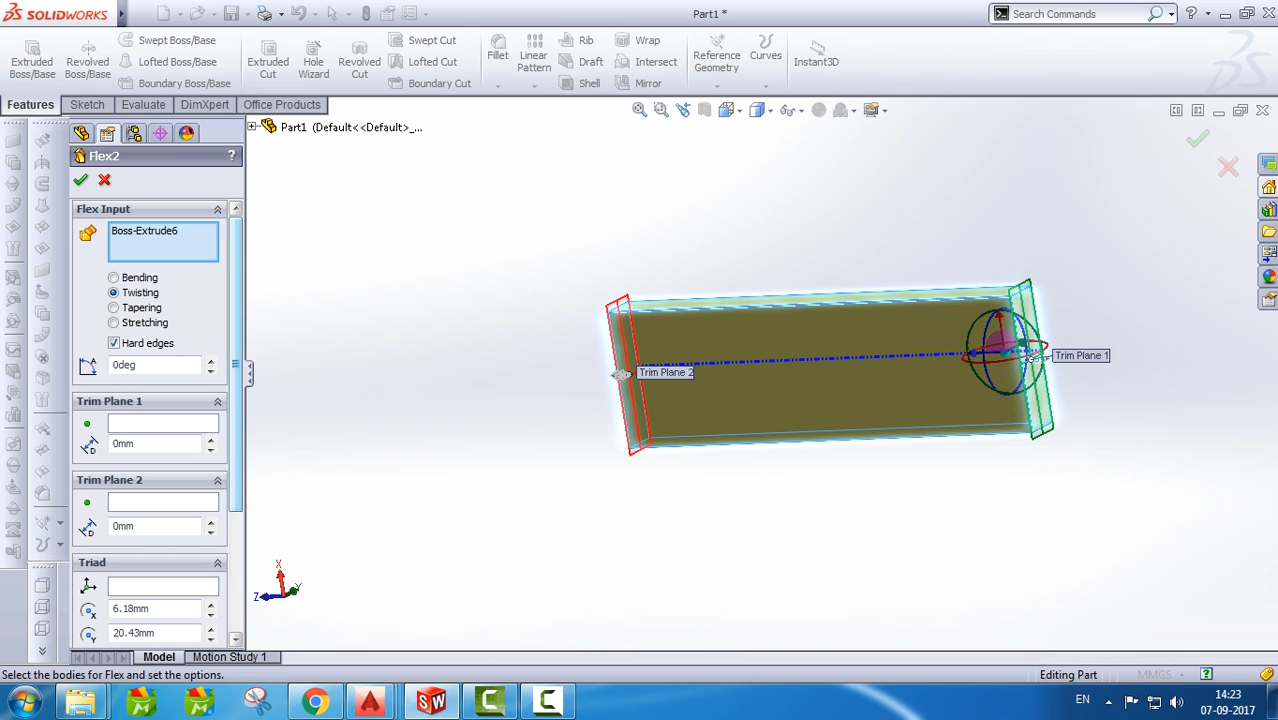 SOLIDWORKS
Part1 *
Search Commands
Extruded Boss/Base
Revolved Boss/Base
Swept Boss/Base
Lofted Boss/Base
Boundary Boss/Base
Extruded Cut
Hole Wizard
Revolved Cut
Swept Cut
Lofted Cut
Boundary Cut
Fillet
Linear Pattern
Rib
Draft
Shell
Wrap
Intersect
Mirror
Reference Geometry
Curves
Instant3D
Features
Sketch
Evaluate
DimXpert
Office Products
Part1 (Default<<Default>_...
Flex2
?
Flex Input
Boss-Extrude6
Bending
Twisting
Tapering
Stretching
Hard edges
0deg
Trim Plane 1
0mm
Trim Plane 2
0mm
Triad
6.18mm
20.43mm
Trim Plane 2
Trim Plane 1
X
Y
Z
Model
Motion Study 1
Select the bodies for Flex and set the options.
Editing Part
MMGS
?
EN
14:23
07-09-2017